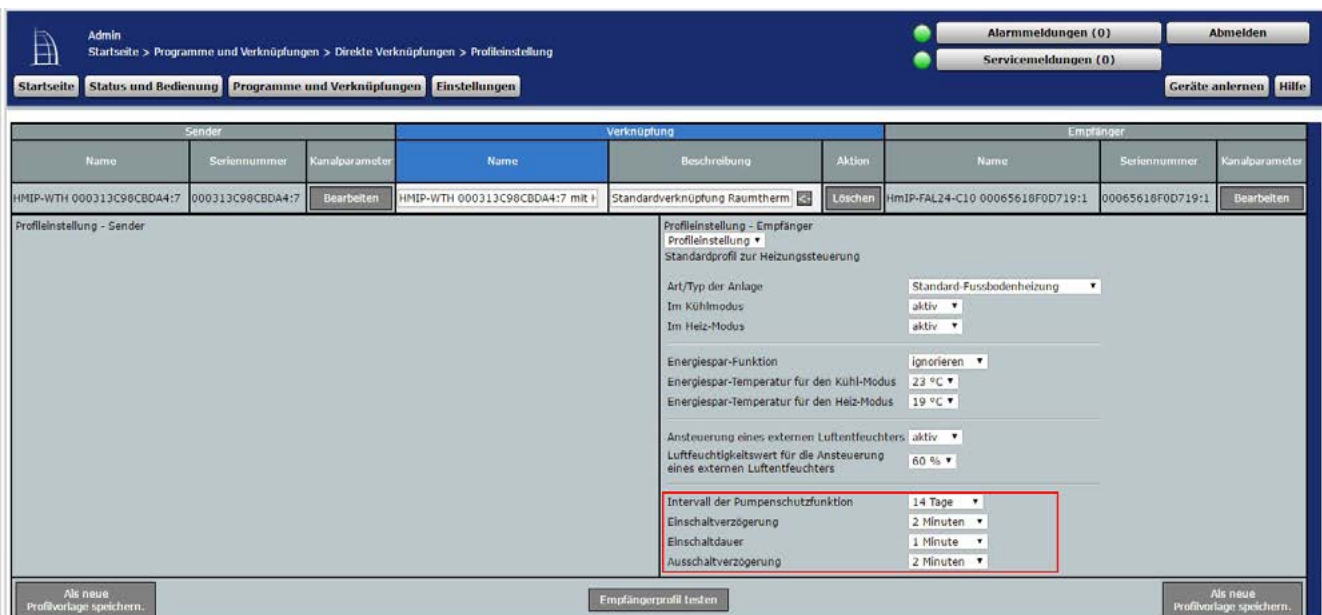 Admin
Startseite > Programme und Verknüpfungen > Direkte Verknüpfungen > Profileinstellung
Alarmmeldungen (0)
Abmelden
Servicemeldungen (0)
Startseite
Status und Bedienung
Programme und Verknüpfungen
Einstellungen
Geräte anlernen
Hilfe
Sender
Verknüpfung
Empfänger
Name
Seriennummer
Kanalparameter
Name
Beschreibung
Aktion
Name
Seriennummer
Kanalparameter
HMIP-WTH 000313C98CBDA4:7
000313C98CBDA4:7
Bearbeiten
HMIP-WTH 000313C98CBDA4:7 mit H
Standardverknüpfung Raumtherm
Löschen
HmIP-FAL24-C10 00065618F0D719:1
00065618F0D719:1
Bearbeiten
Profileinstellung - Sender
Profileinstellung - Empfänger
Profileinstellung
Standardprofil zur Heizungssteuerung
Art/Typ der Anlage Standard-Fussbodenheizung
Im Kühlmodus aktiv
Im Heiz-Modus aktiv
Energiespar-Funktion ignorieren
Energiespar-Temperatur für den Kühl-Modus 23 °C
Energiespar-Temperatur für den Heiz-Modus 19 °C
Ansteuerung eines externen Luftentfeuchters aktiv
Luftfeuchtigkeitswert für die Ansteuerung
eines externen Luftentfeuchters
60 %
Intervall der Pumpenschutzfunktion 14 Tage
Einschaltverzögerung 2 Minuten
Einschaltdauer 1 Minute
Ausschaltverzögerung 2 Minuten
Als neue
Profilvorlage speichern.
Empfängerprofil testen
Als neue
Profilvorlage speichern.